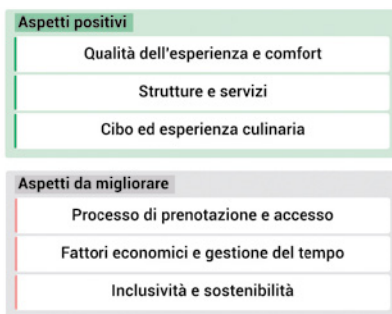 Aspetti positivi
Qualità dell'esperienza e comfort
Strutture e servizi
Cibo ed esperienza culinaria
Aspetti da migliorare
Processo di prenotazione e accesso
Fattori economici e gestione del tempo
Inclusività e sostenibilità